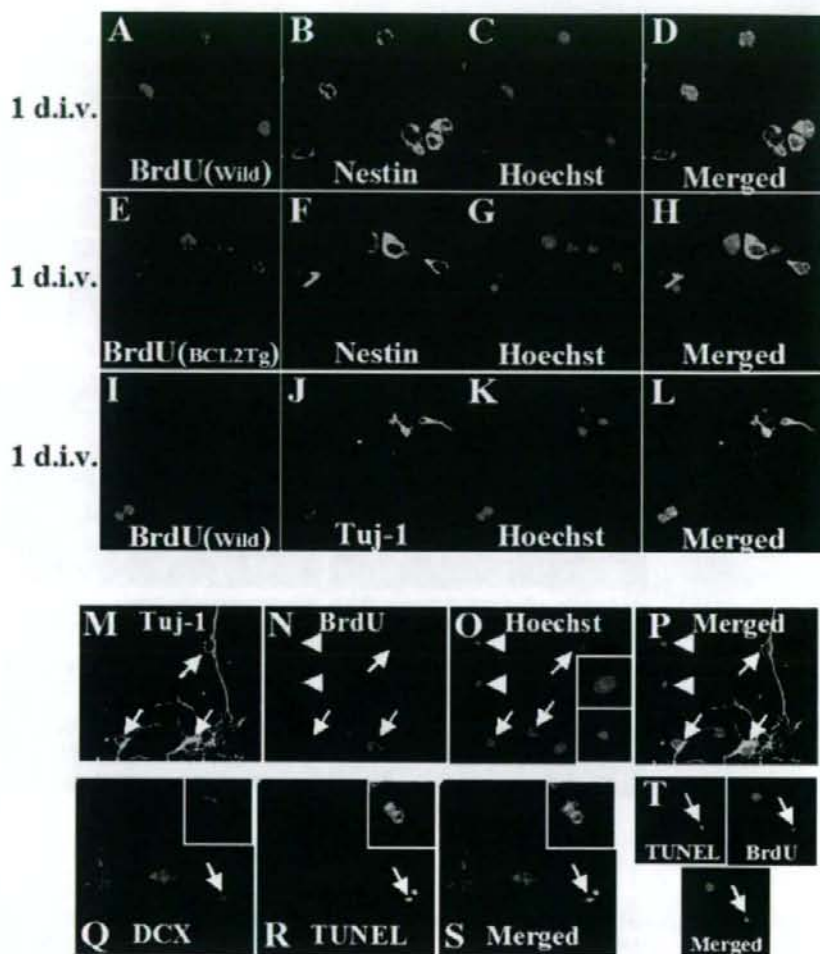 A B C D
1 d.i.v.
BrdU(Wild) Nestin Hoechst Merged
E F G H
1 d.i.v.
BrdU(BCL2Tg) Nestin Hoechst Merged
I J K L
1 d.i.v.
BrdU(Wild) Tuj-1 Hoechst Merged
M Tuj-1 N BrdU O Hoechst P Merged
T
TUNEL BrdU
Q DCX R TUNEL S Merged
Merged